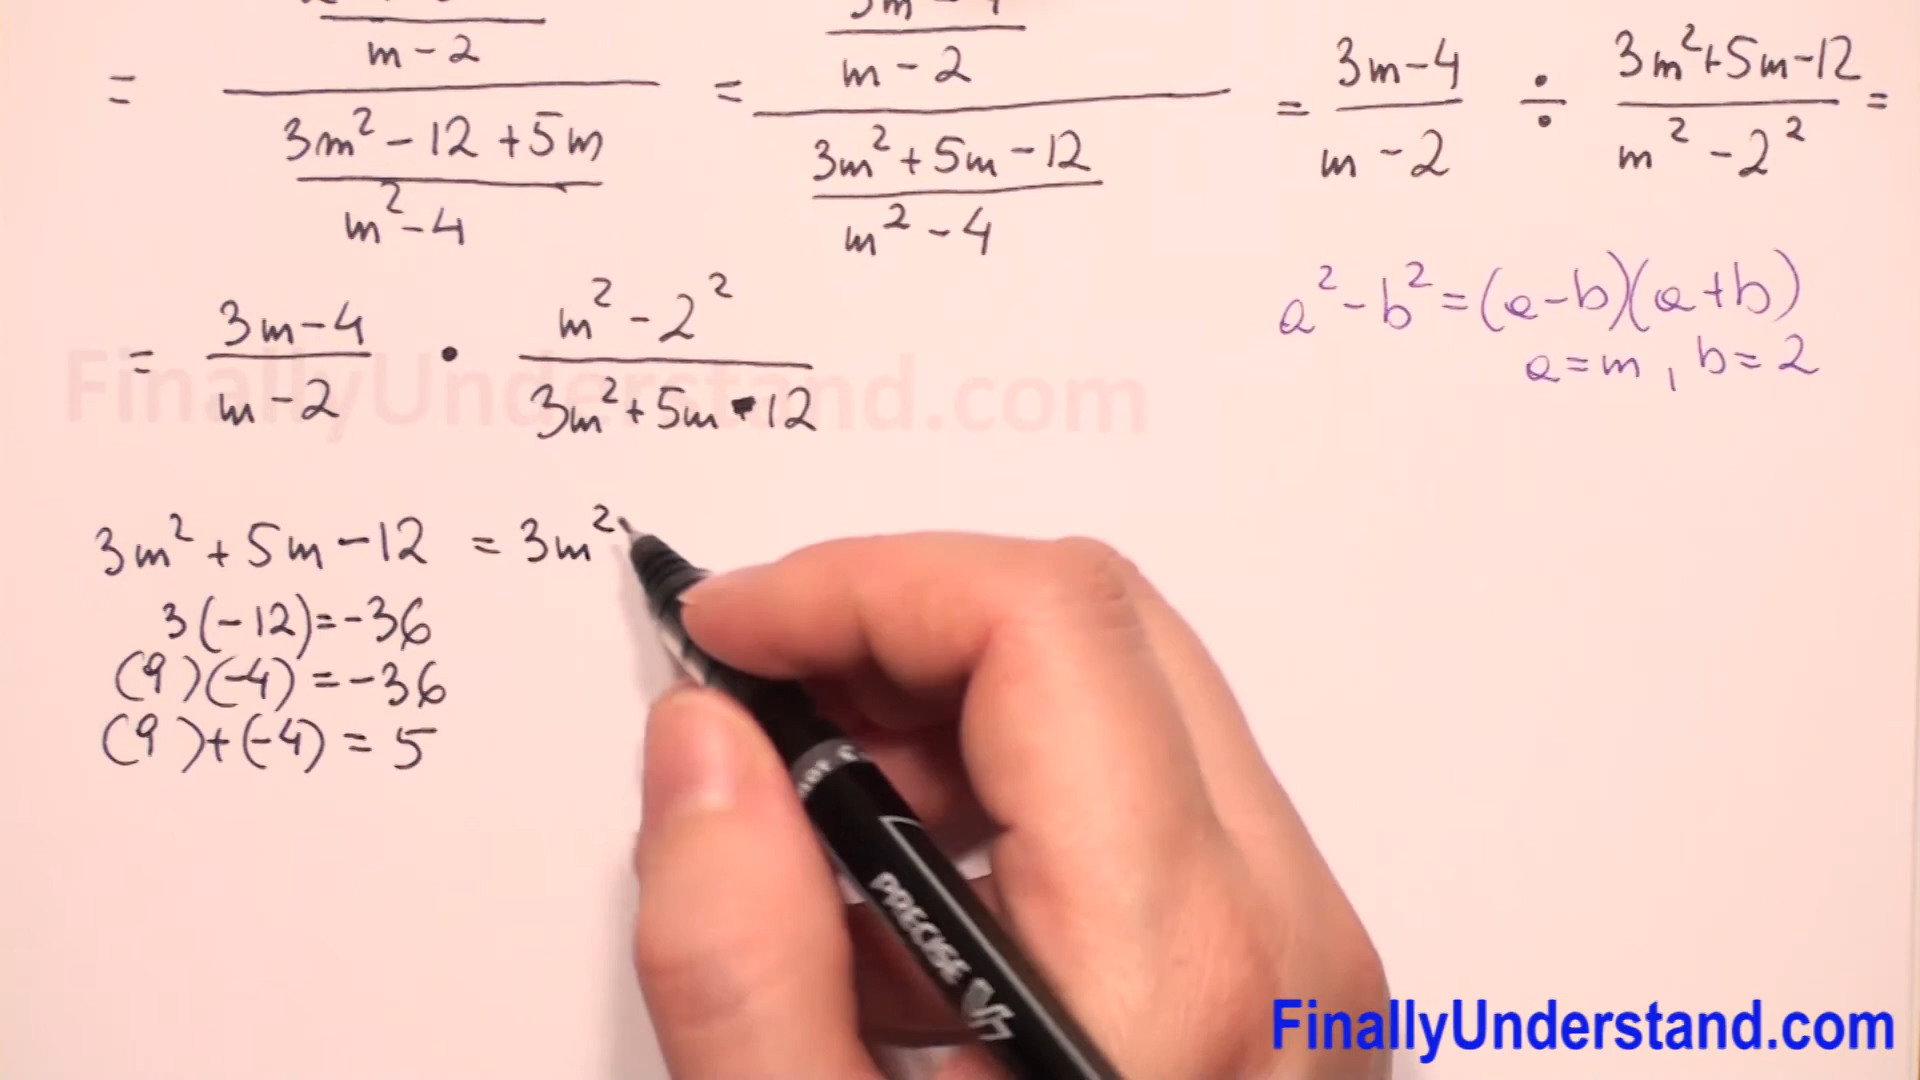 m - 2
m - 2
= 3m² - 12 + 5m / m² - 4 = 3m² + 5m - 12 / m² - 4 = 3m - 4 / m - 2 ÷ 3m² + 5m - 12 / m² - 2² =
a² - b² = (a - b)(a + b)
a = m , b = 2
= 3m - 4 / m - 2 · m² - 2² / 3m² + 5m - 12
FinallyUnderstand.com
3m² + 5m - 12 = 3m²
3(-12) = -36
(9)(-4) = -36
(9) + (-4) = 5
PRECISE V7
FinallyUnderstand.com